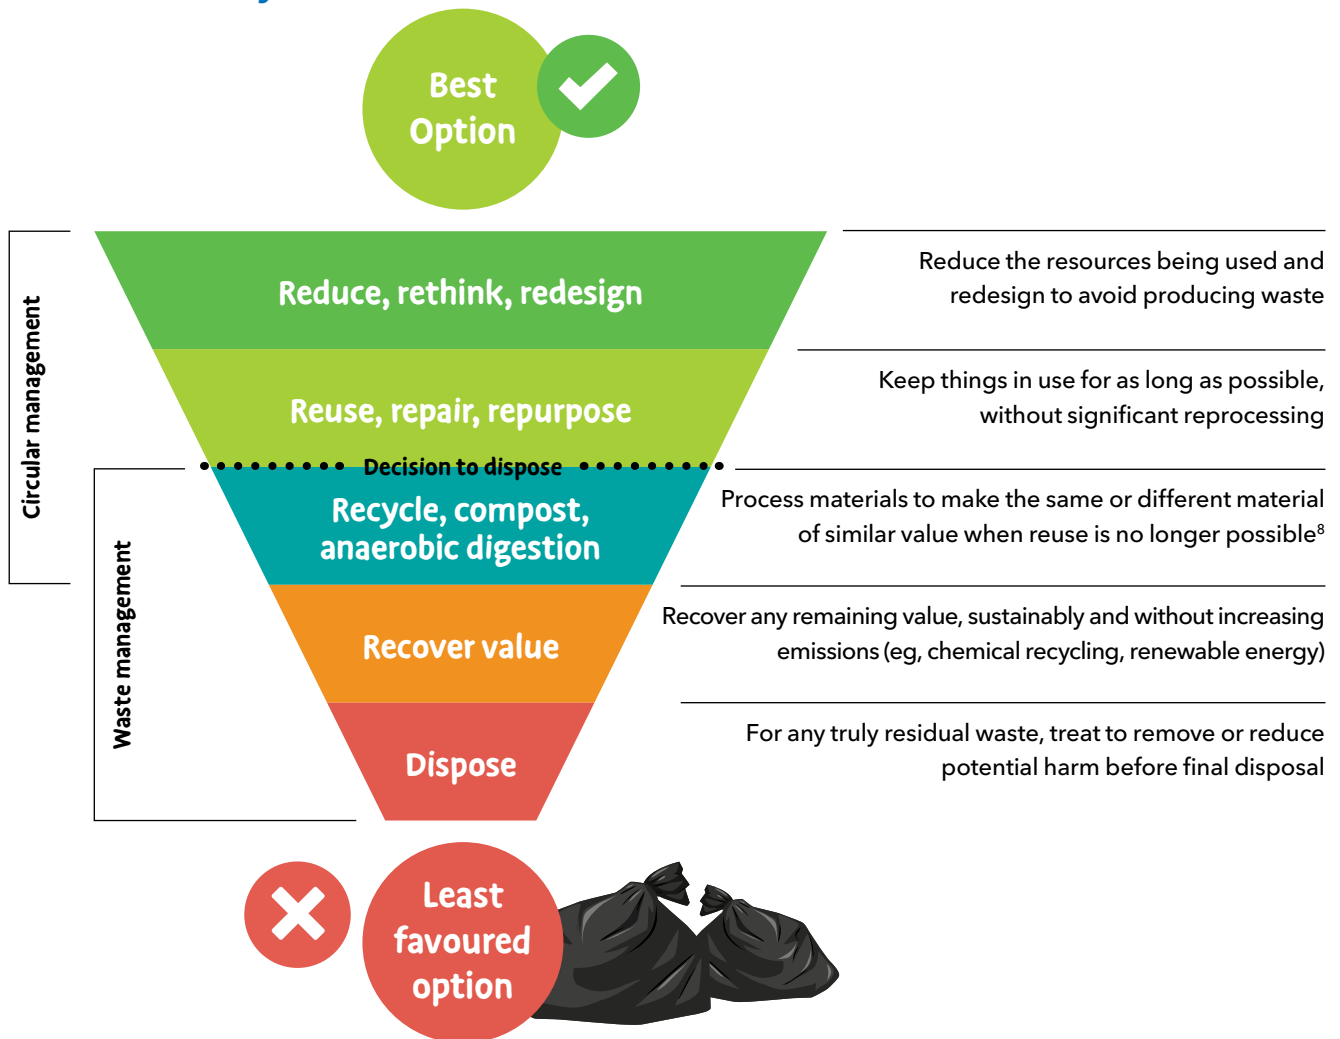 Best
Option
Circular management
Waste management
Reduce, rethink, redesign
Reduce the resources being used and
redesign to avoid producing waste
Reuse, repair, repurpose
Keep things in use for as long as possible,
without significant reprocessing
Decision to dispose
Recycle, compost,
anaerobic digestion
Process materials to make the same or different material
of similar value when reuse is no longer possible⁸
Recover value
Recover any remaining value, sustainably and without increasing
emissions (eg, chemical recycling, renewable energy)
Dispose
For any truly residual waste, treat to remove or reduce
potential harm before final disposal
Least
favoured
option